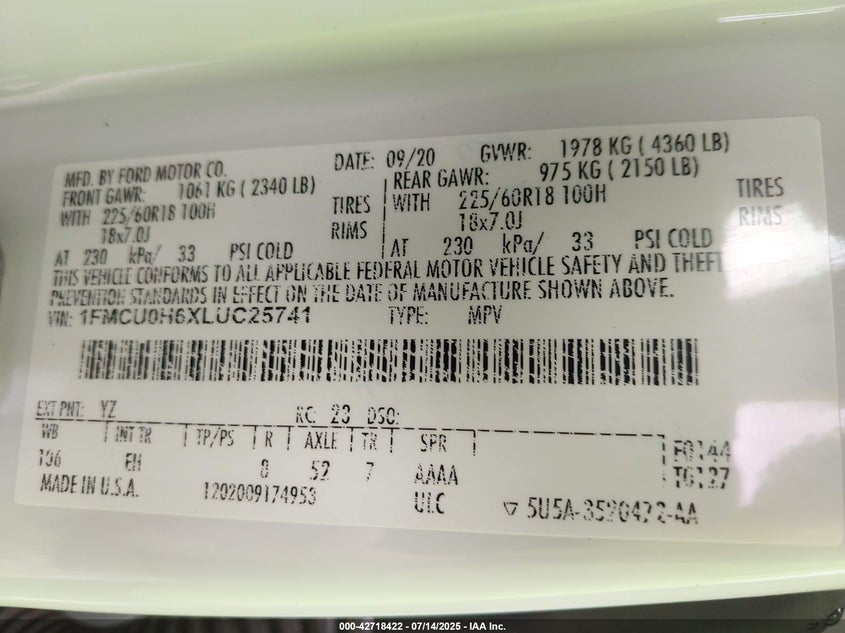 MFD. BY FORD MOTOR CO. DATE: 09/20 GVWR: 1978 KG ( 4360 LB)
FRONT GAWR: 1061 KG ( 2340 LB) REAR GAWR: 975 KG ( 2150 LB)
WITH 225/60R18 100H TIRES WITH 225/60R18 100H TIRES
18x7.0J RIMS 18x7.0J RIMS
AT 230 kPa/ 33 PSI COLD AT 230 kPa/ 33 PSI COLD
THIS VEHICLE CONFORMS TO ALL APPLICABLE FEDERAL MOTOR VEHICLE SAFETY AND THEFT
PREVENTION STANDARDS IN EFFECT ON THE DATE OF MANUFACTURE SHOWN ABOVE.
VIN: 1FMCU0H6XLUC25741 TYPE: MPV
EXT PNT: YZ RC: 23 DSO:
WB INT TR TP/PS R AXLE TR SPR F0144
106 EH 8 52 7 AAAA T6127
MADE IN U.S.A. 1202009174953 ULC 5U5A-3520472-AA
000-42718422 - 07/14/2025 - IAA Inc.